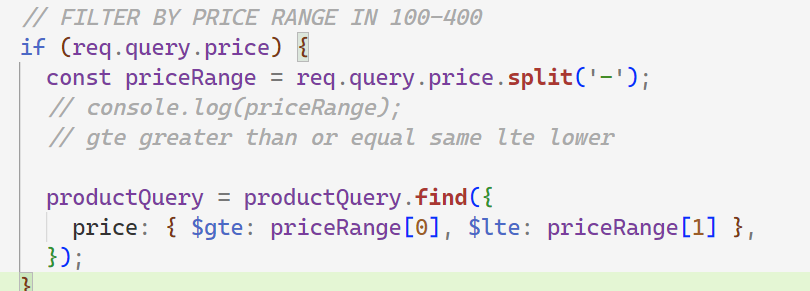 // FILTER BY PRICE RANGE IN 100-400
if (req.query.price) {
const priceRange = req.query.price.split('-');
// console.log(priceRange);
// gte greater than or equal same lte lower
productQuery = productQuery.find({
price: { $gte: priceRange[0], $lte: priceRange[1] },
});
}